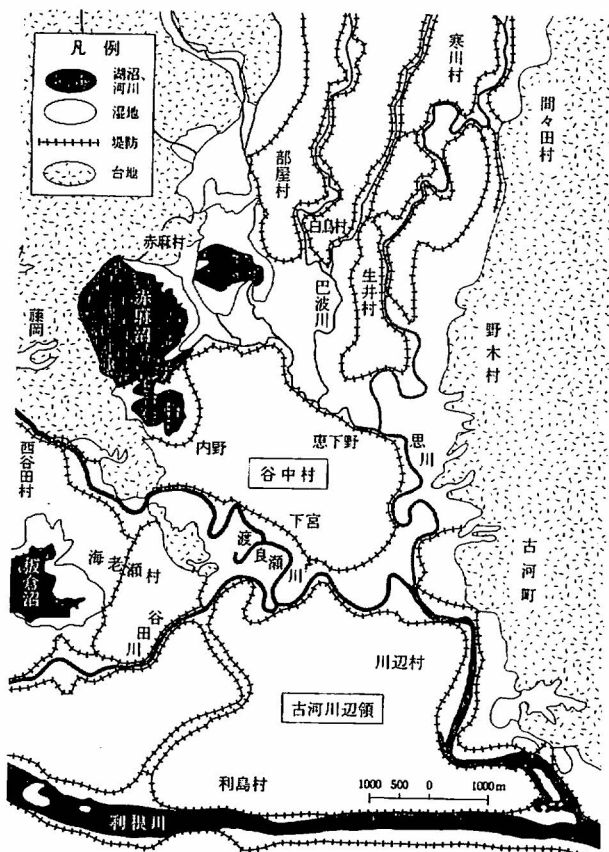 凡例
湖沼、河川
湿地
堤防
台地
寒川村
間々田村
部屋村
白鳥村
赤麻村
巴波川
生井村
赤麻沼
藤岡
野木村
内野
恵下野
思川
西谷田村
谷中村
下宮
渡良瀬川
海老瀬村
板倉沼
谷田川
古河町
川辺村
古河川辺領
利島村
1000 500 0 1000m
利根川